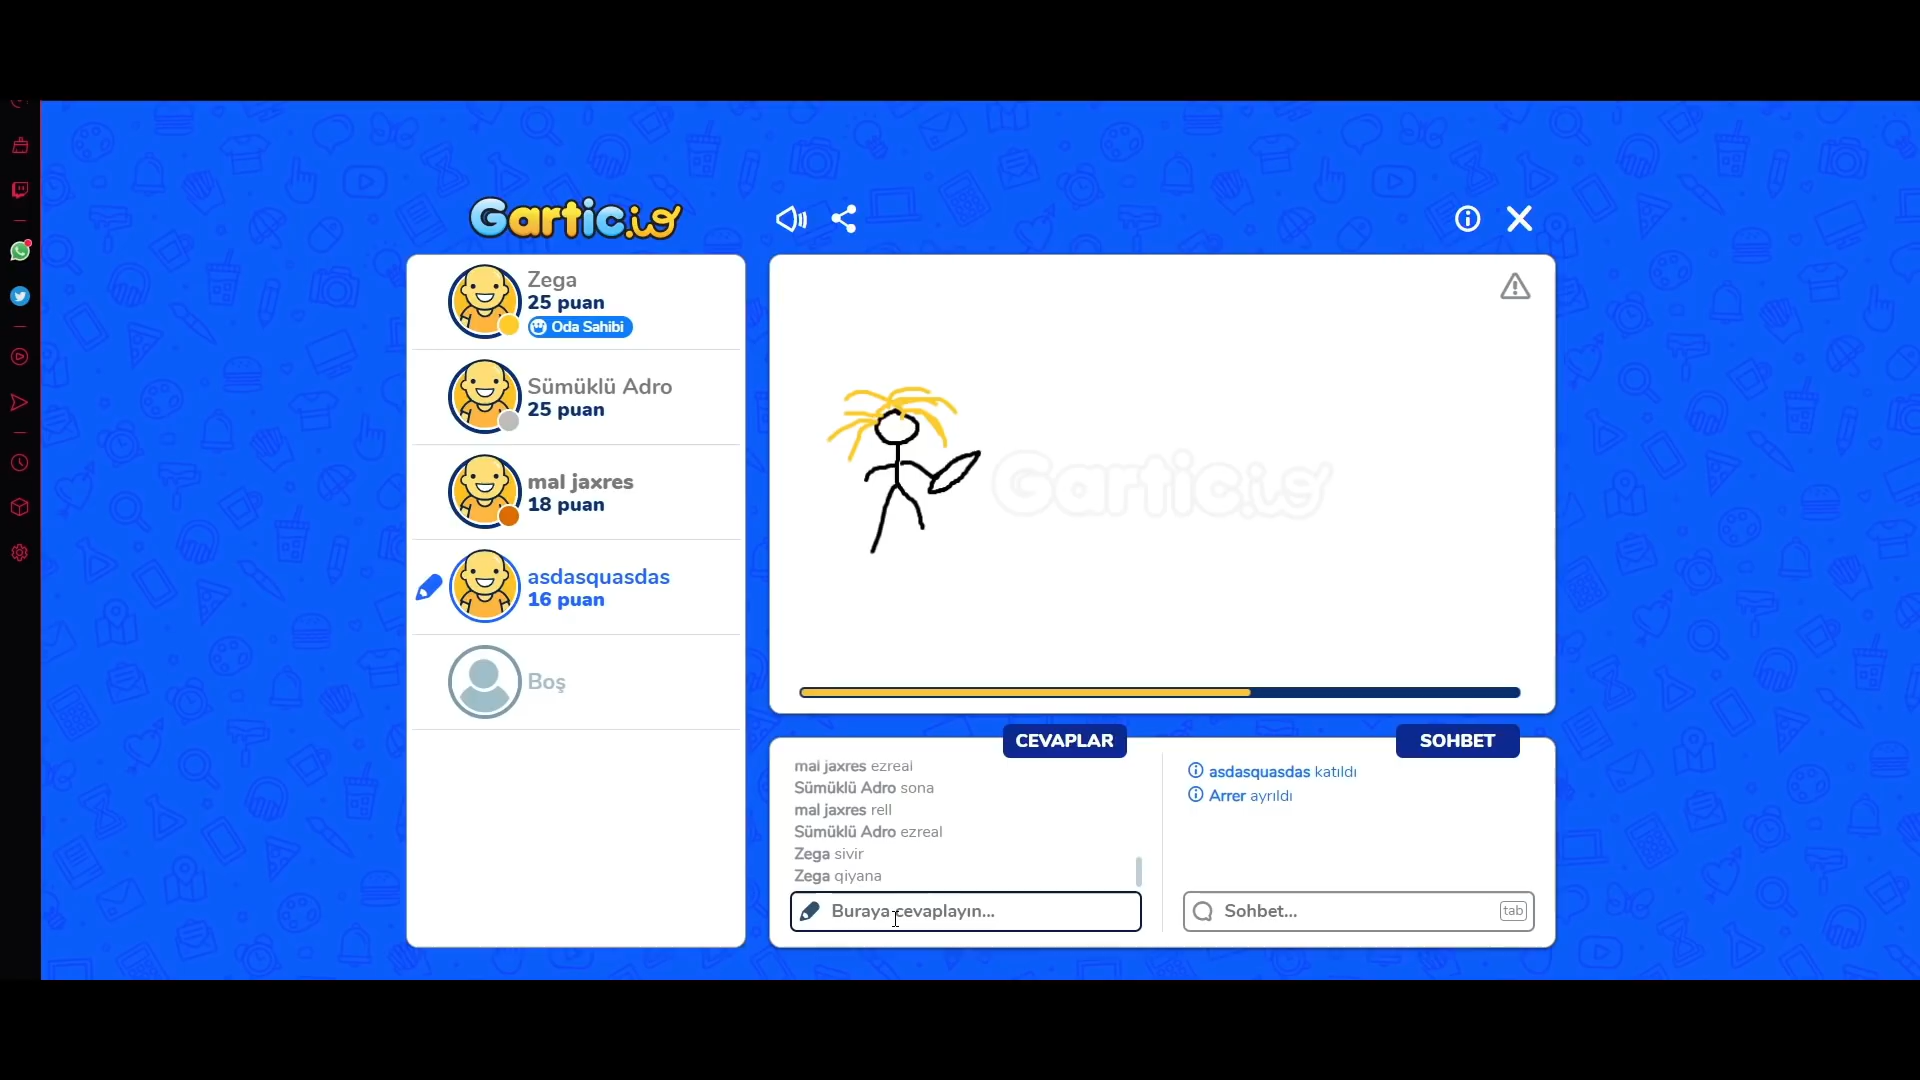 Gartic.io
Zega
25 puan
Oda Sahibi
Sümüklü Adro
25 puan
mal jaxres
18 puan
asdasquasdas
16 puan
Boş
Gartic.io
CEVAPLAR
mal jaxres ezreal
Sümüklü Adro sona
mal jaxres rell
Sümüklü Adro ezreal
Zega sivir
Zega qiyana
Buraya cevaplayın...
SOHBET
asdasquasdas katıldı
Arrer ayrıldı
Sohbet...
tab